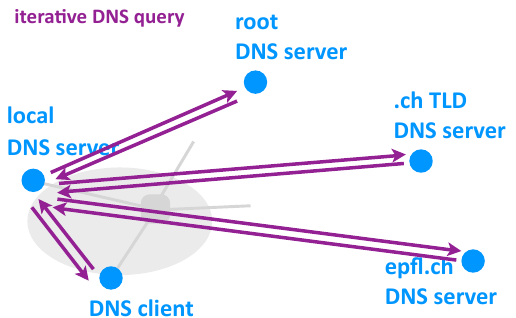 iterative DNS query
root
DNS server
.ch TLD
DNS server
local
DNS server
epfl.ch
DNS server
DNS client